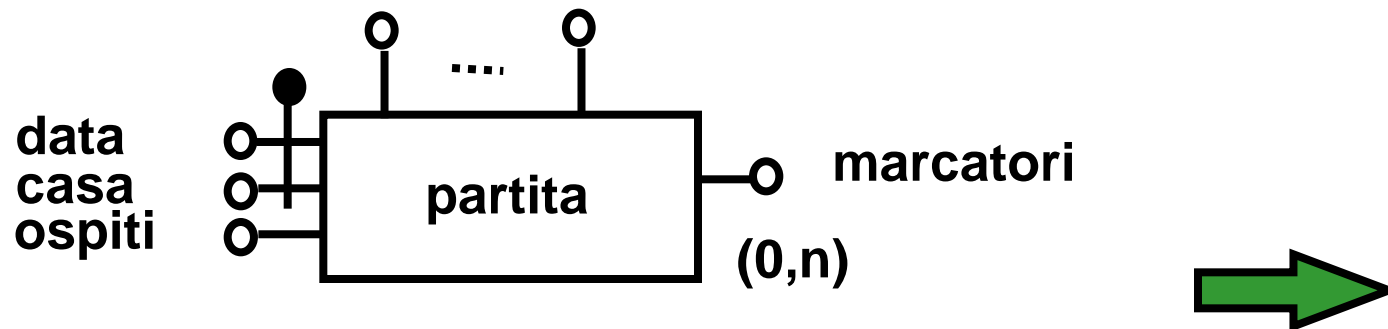 data
casa
ospiti
partita
marcatori
(0,n)